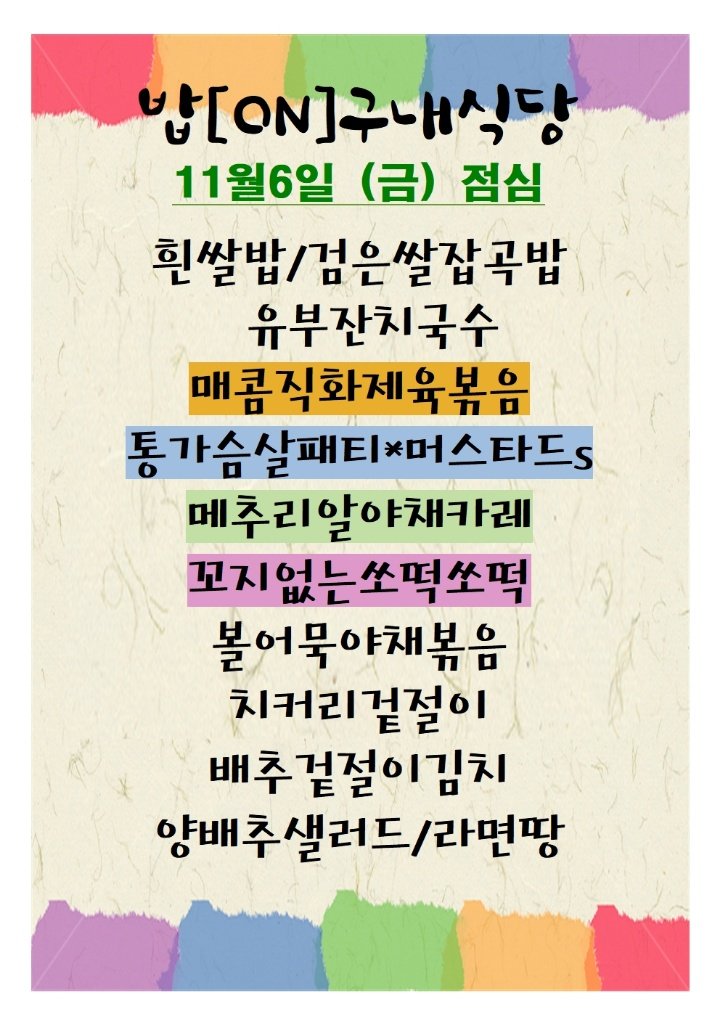 밥[ON]구내식당
11월6일 (금) 점심
흰쌀밥/검은쌀잡곡밥
유부잔치국수
매콤직화제육볶음
통가슴살패티*머스타드s
메추리알야채카레
꼬지없는쏘떡쏘떡
볼어묵야채볶음
치커리겉절이
배추겉절이김치
양배추샐러드/라면땅